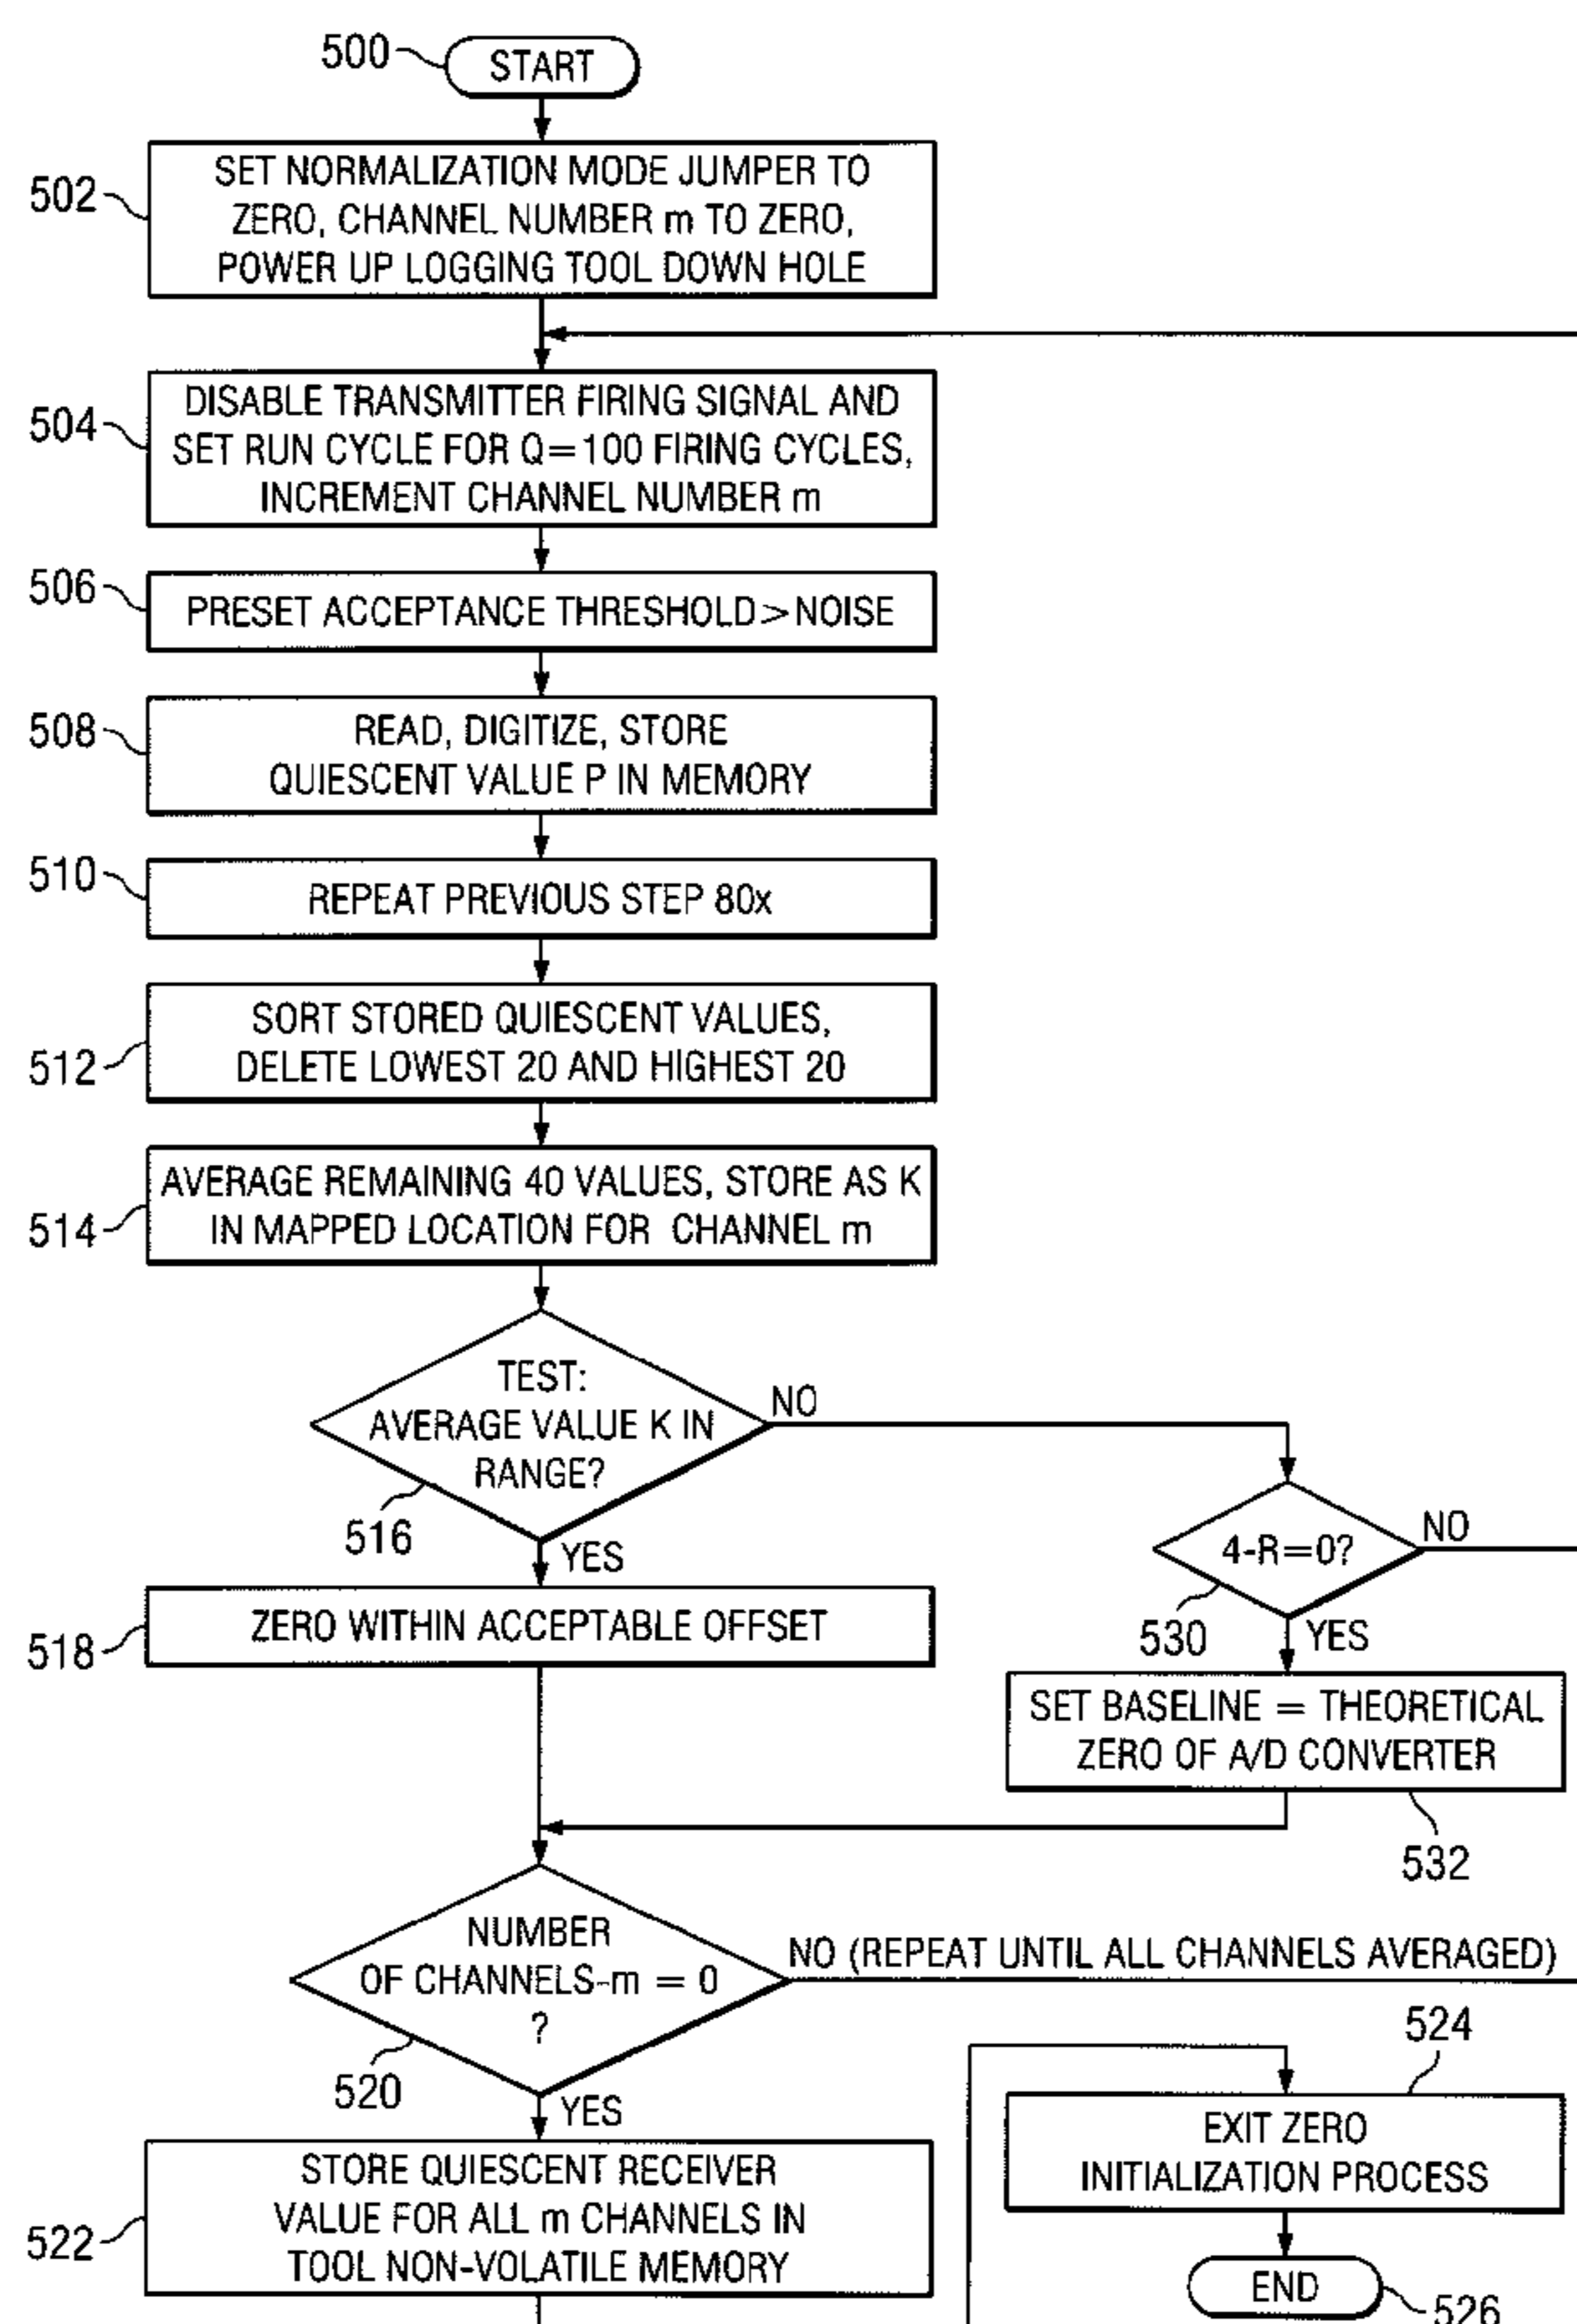 500
START
502
SET NORMALIZATION MODE JUMPER TO
ZERO, CHANNEL NUMBER m TO ZERO,
POWER UP LOGGING TOOL DOWN HOLE
504
DISABLE TRANSMITTER FIRING SIGNAL AND
SET RUN CYCLE FOR Q=100 FIRING CYCLES,
INCREMENT CHANNEL NUMBER m
506
PRESET ACCEPTANCE THRESHOLD>NOISE
508
READ, DIGITIZE, STORE
QUIESCENT VALUE P IN MEMORY
510
REPEAT PREVIOUS STEP 80x
512
SORT STORED QUIESCENT VALUES,
DELETE LOWEST 20 AND HIGHEST 20
514
AVERAGE REMAINING 40 VALUES, STORE AS K
IN MAPPED LOCATION FOR CHANNEL m
TEST:
AVERAGE VALUE K IN
RANGE?
516
NO
YES
4-R=0?
530
NO
YES
518
ZERO WITHIN ACCEPTABLE OFFSET
SET BASELINE = THEORETICAL
ZERO OF A/D CONVERTER
532
NUMBER
OF CHANNELS-m = 0
?
520
NO (REPEAT UNTIL ALL CHANNELS AVERAGED)
YES
522
STORE QUIESCENT RECEIVER
VALUE FOR ALL m CHANNELS IN
TOOL NON-VOLATILE MEMORY
524
EXIT ZERO
INITIALIZATION PROCESS
END
526